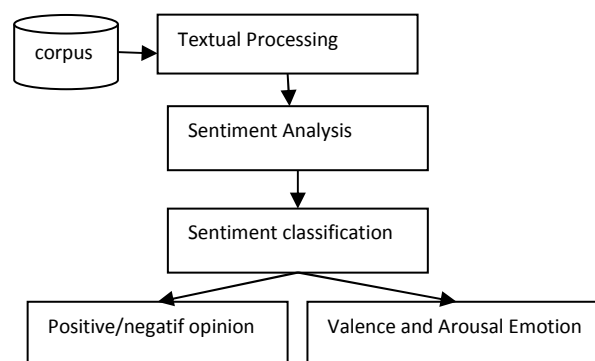 corpus
Textual Processing
Sentiment Analysis
Sentiment classification
Positive/negatif opinion
Valence and Arousal Emotion